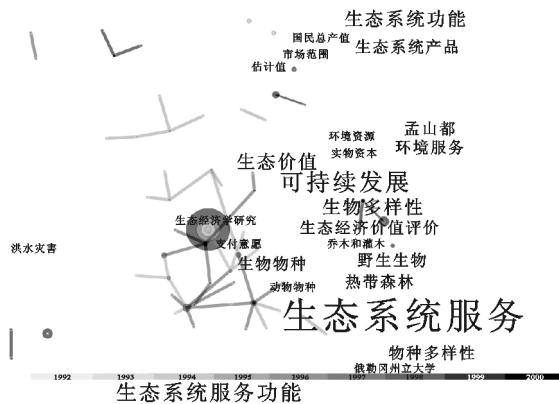 生态系统功能
国民总产值
生态系统产品
市场范围
估计值
孟山都
环境资源
环境服务
实物资本
生态价值
可持续发展
生物多样性
生态经济学研究
生态经济价值评价
支付意愿
乔木和灌木
洪水灾害
野生生物
生物物种
热带森林
动物物种
生态系统服务
物种多样性
俄勒冈州立大学
1992 1993 1994 1995 1996 1997 1998 1999 2000
生态系统服务功能